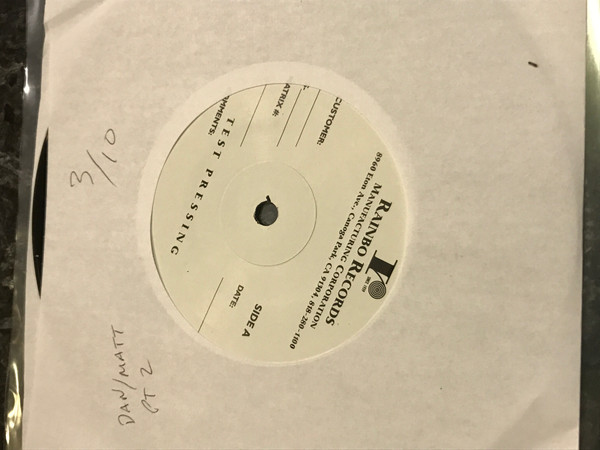 RAINBO RECORDS
MANUFACTURING CORPORATION
8960 Eton Ave., Canoga Park, CA 91304, 818-280-1100
CUSTOMER:
ATRIX #:
MMENTS:
SIDE A
DATE:
TEST PRESSING
3/10
DAN/MATT
PT 2